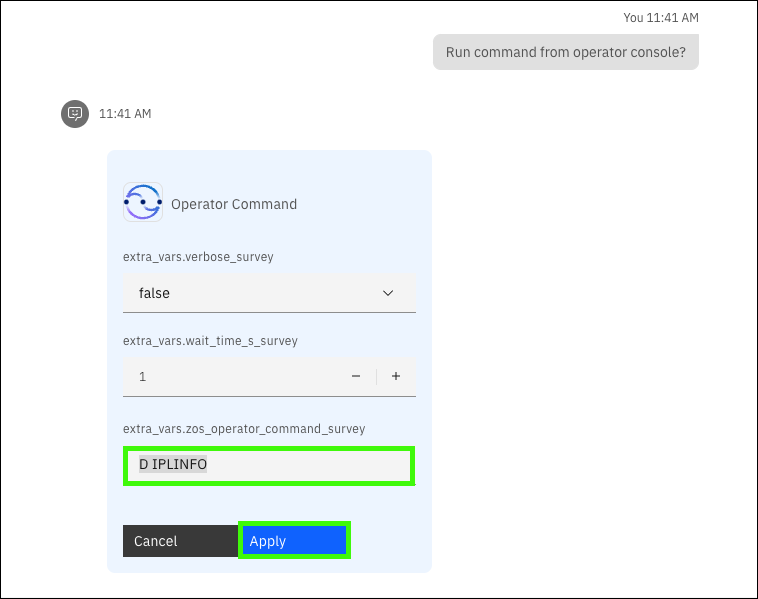 You 11:41 AM
Run command from operator console?
11:41 AM
Operator Command
extra_vars.verbose_survey
false
extra_vars.wait_time_s_survey
1
extra_vars.zos_operator_command_survey
D IPLINFO
Cancel Apply